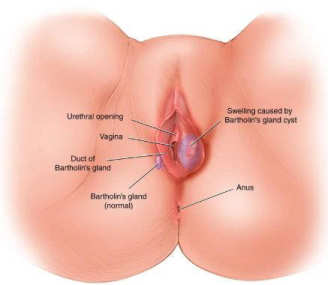 Urethral opening
Vagina
Duct of
Bartholin's gland
Bartholin's gland
(normal)
Swelling caused by
Bartholin's gland cyst
Anus